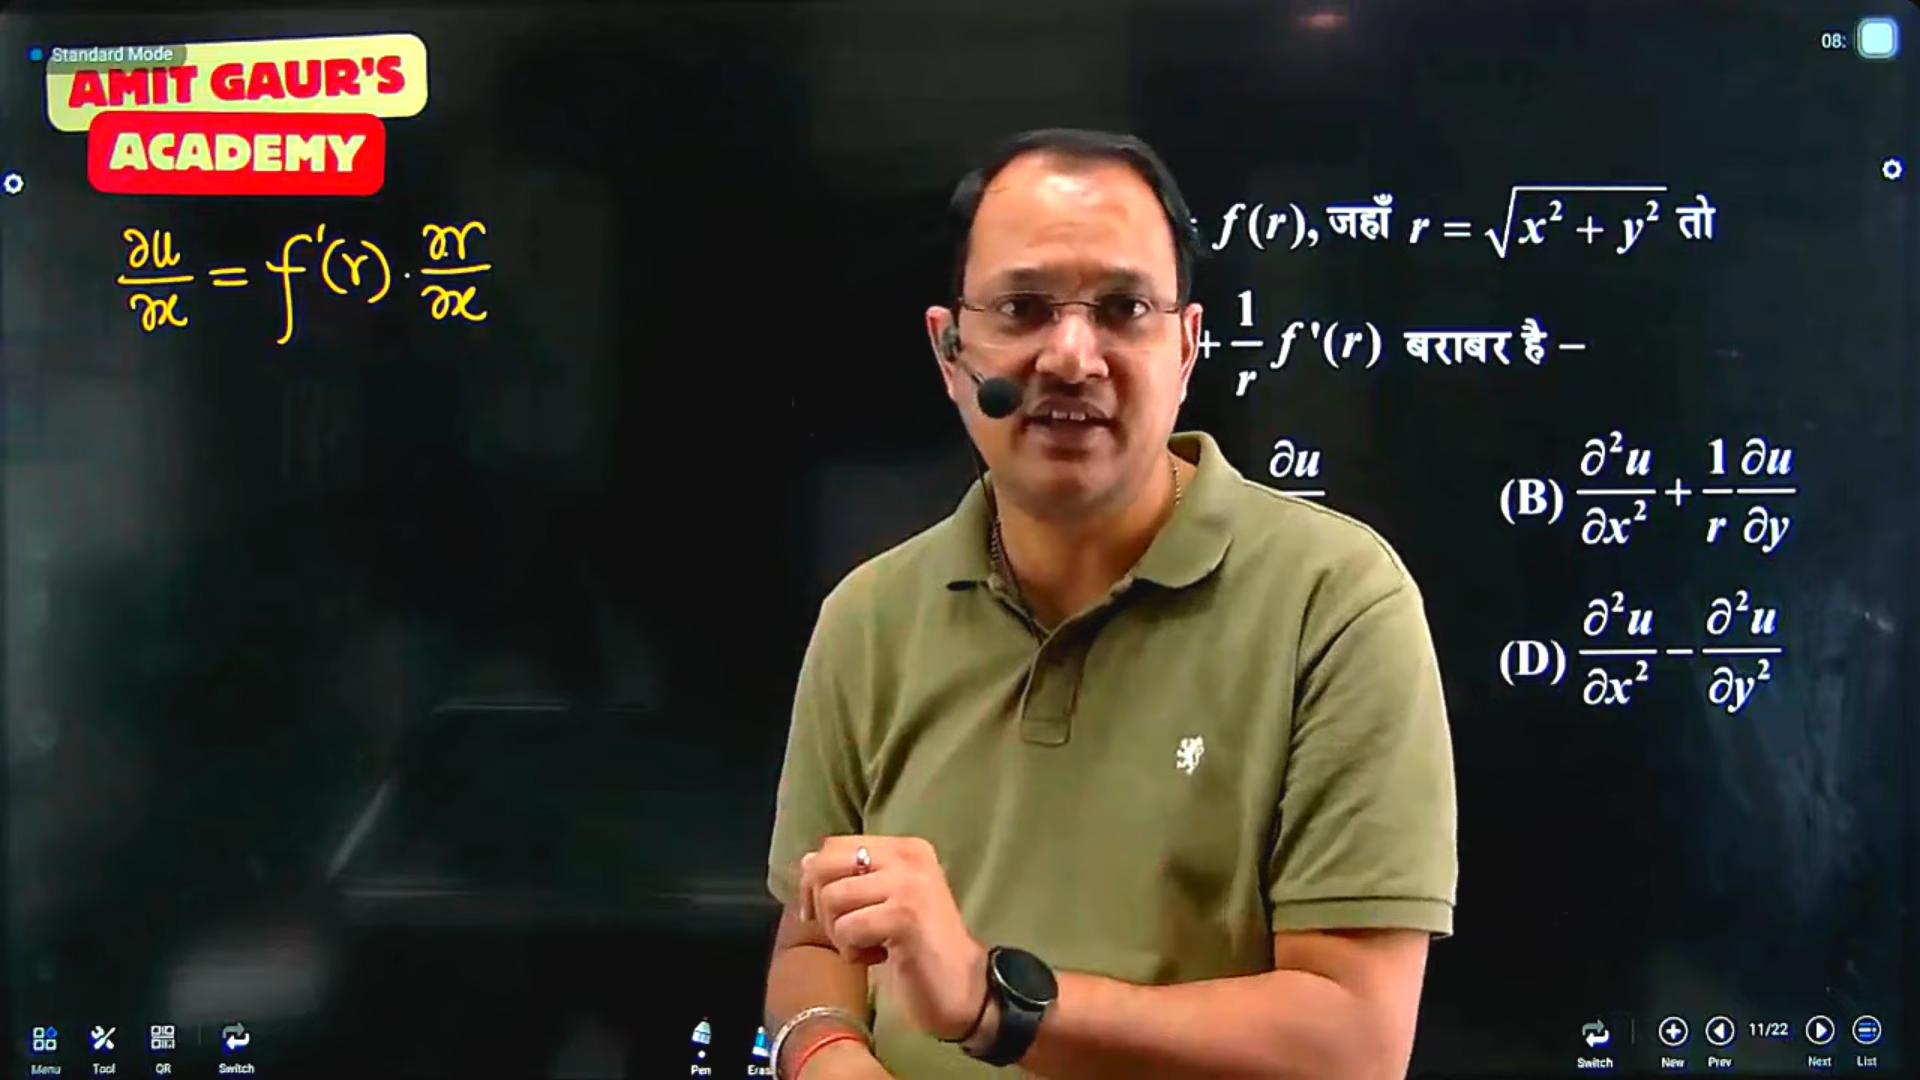 Standard Mode
08:
AMIT GAUR'S
ACADEMY
∂u/∂x = f'(r) · ∂r/∂x
f(r), जहाँ r = √(x² + y²) तो
+ 1/r f'(r) बराबर है –
∂u
(B) ∂²u/∂x² + 1/r ∂u/∂y
(D) ∂²u/∂x² − ∂²u/∂y²
Menu Tool QR Switch Pen Switch New Prev 11/22 Next List